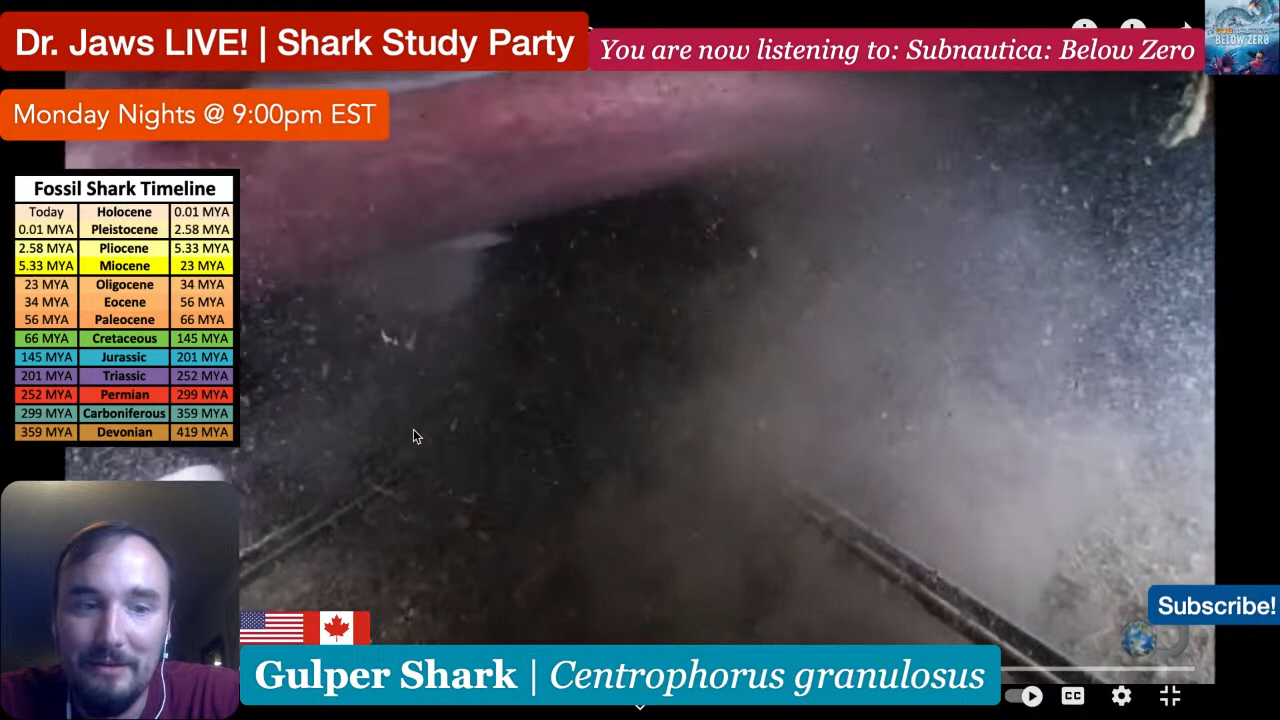 Dr. Jaws LIVE! | Shark Study Party
You are now listening to: Subnautica: Below Zero
BELOW ZERO
Monday Nights @ 9:00pm EST
Fossil Shark Timeline
Today Holocene 0.01 MYA
0.01 MYA Pleistocene 2.58 MYA
2.58 MYA Pliocene 5.33 MYA
5.33 MYA Miocene 23 MYA
23 MYA Oligocene 34 MYA
34 MYA Eocene 56 MYA
56 MYA Paleocene 66 MYA
66 MYA Cretaceous 145 MYA
145 MYA Jurassic 201 MYA
201 MYA Triassic 252 MYA
252 MYA Permian 299 MYA
299 MYA Carboniferous 359 MYA
359 MYA Devonian 419 MYA
Subscribe!
Gulper Shark | Centrophorus granulosus
CC